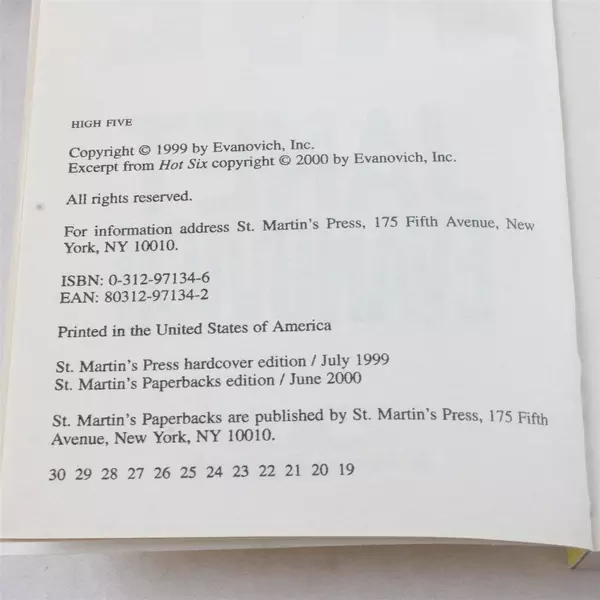 HIGH FIVE
Copyright © 1999 by Evanovich, Inc.
Excerpt from Hot Six copyright © 2000 by Evanovich, Inc.
All rights reserved.
For information address St. Martin's Press, 175 Fifth Avenue, New
York, NY 10010.
ISBN: 0-312-97134-6
EAN: 80312-97134-2
Printed in the United States of America
St. Martin's Press hardcover edition / July 1999
St. Martin's Paperbacks edition / June 2000
St. Martin's Paperbacks are published by St. Martin's Press, 175 Fifth
Avenue, New York, NY 10010.
30 29 28 27 26 25 24 23 22 21 20 19